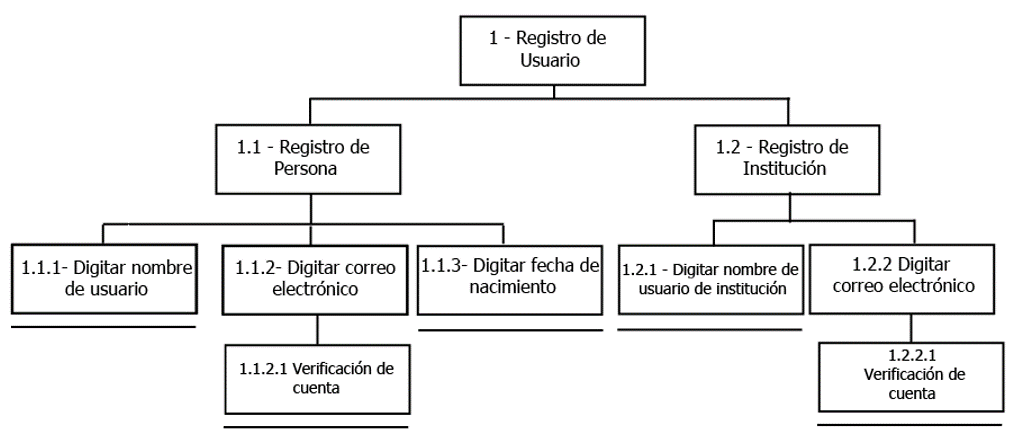 1 - Registro de
Usuario
1.1 - Registro de
Persona
1.2 - Registro de
Institución
1.1.1- Digitar nombre
de usuario
1.1.2- Digitar correo
electrónico
1.1.3- Digitar fecha de
nacimiento
1.2.1 - Digitar nombre de
usuario de institución
1.2.2 Digitar
correo electrónico
1.1.2.1 Verificación de
cuenta
1.2.2.1
Verificación de
cuenta